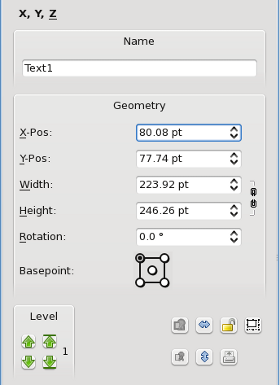 X, Y, Z
Name
Text1
Geometry
X-Pos: 80.08 pt
Y-Pos: 77.74 pt
Width: 223.92 pt
Height: 246.26 pt
Rotation: 0.0 °
Basepoint:
Level
1